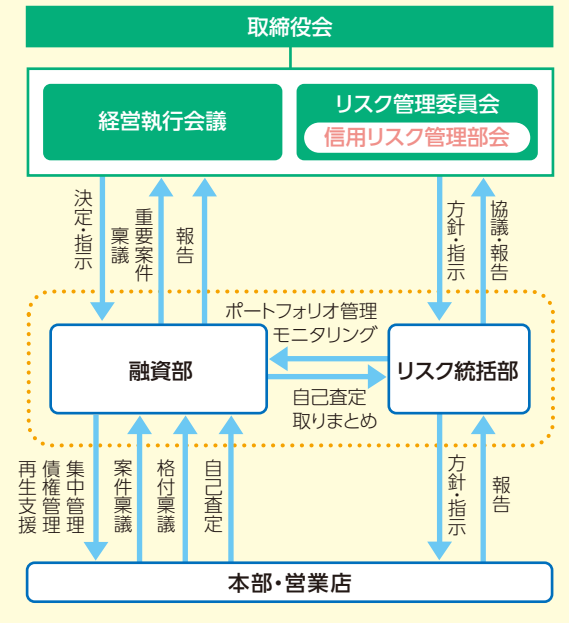 取締役会
経営執行会議
リスク管理委員会
信用リスク管理部会
決定・指示
重要案件
稟議
報告
方針・指示
協議・報告
ポートフォリオ管理
モニタリング
融資部
リスク統括部
自己査定
取りまとめ
集中管理
債権管理
再生支援
案件稟議
格付稟議
自己査定
方針・指示
報告
本部・営業店